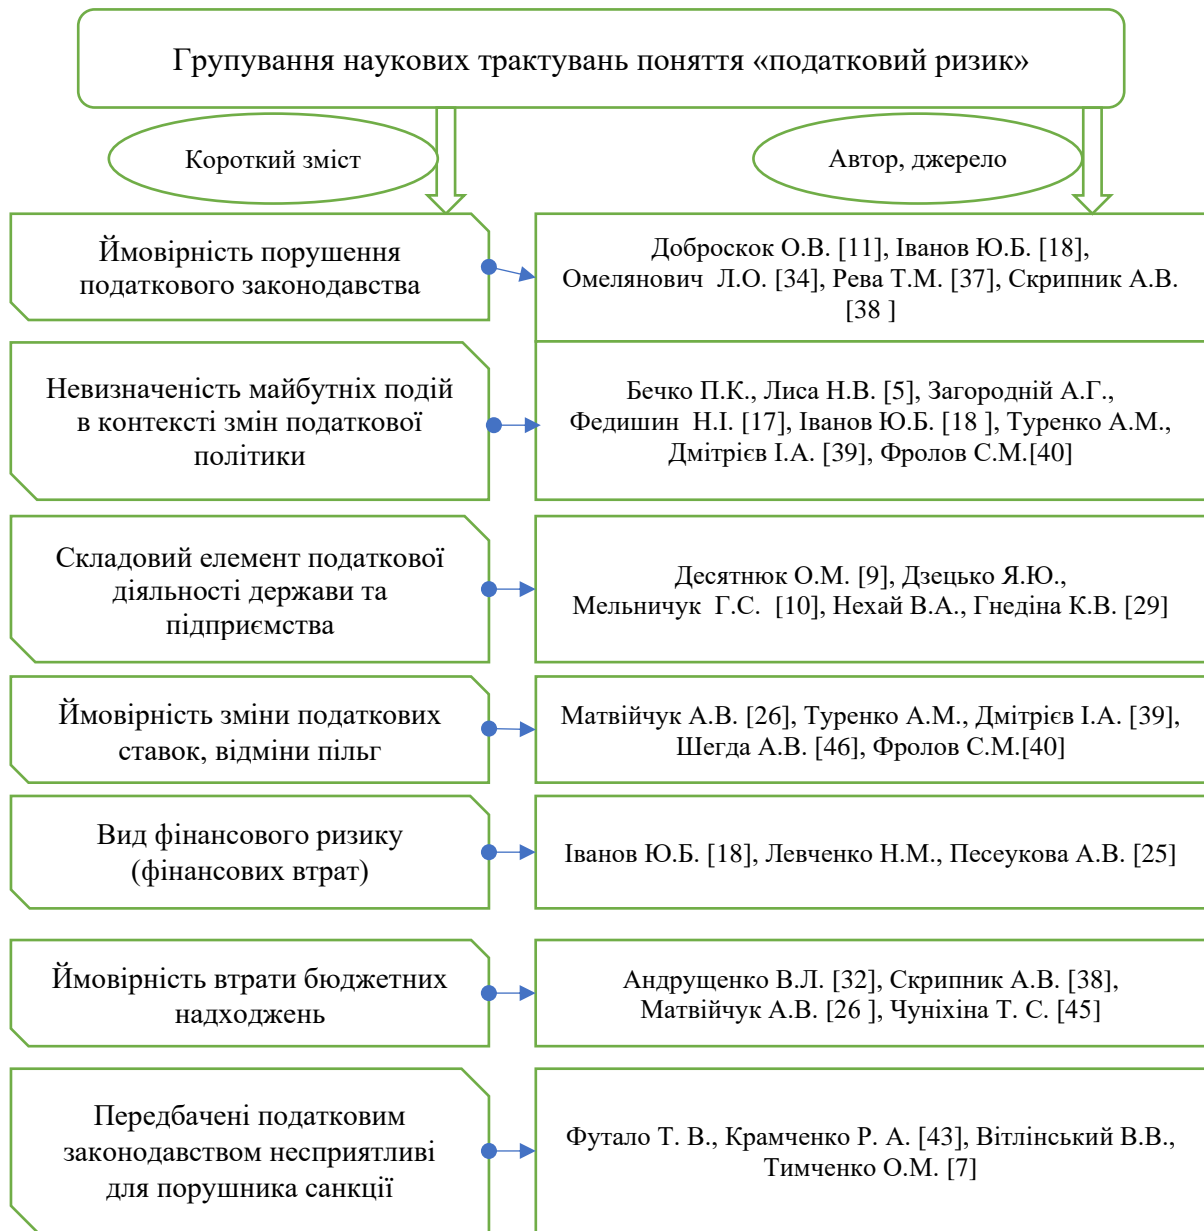 Групування наукових трактувань поняття «податковий ризик»
Короткий зміст
Автор, джерело
Ймовірність порушення
податкового законодавства
Доброскок О.В. [11], Іванов Ю.Б. [18],
Омелянович Л.О. [34], Рева Т.М. [37], Скрипник А.В.
[38 ]
Невизначеність майбутніх подій
в контексті змін податкової
політики
Бечко П.К., Лиса Н.В. [5], Загородній А.Г.,
Федишин Н.І. [17], Іванов Ю.Б. [18 ], Туренко А.М.,
Дмітрієв І.А. [39], Фролов С.М.[40]
Складовий елемент податкової
діяльності держави та
підприємства
Десятнюк О.М. [9], Дзецько Я.Ю.,
Мельничук Г.С. [10], Нехай В.А., Гнедіна К.В. [29]
Ймовірність зміни податкових
ставок, відміни пільг
Матвійчук А.В. [26], Туренко А.М., Дмітрієв І.А. [39],
Шегда А.В. [46], Фролов С.М.[40]
Вид фінансового ризику
(фінансових втрат)
Іванов Ю.Б. [18], Левченко Н.М., Песеукова А.В. [25]
Ймовірність втрати бюджетних
надходжень
Андрущенко В.Л. [32], Скрипник А.В. [38],
Матвійчук А.В. [26 ], Чуніхіна Т. С. [45]
Передбачені податковим
законодавством несприятливі
для порушника санкції
Футало Т. В., Крамченко Р. А. [43], Вітлінський В.В.,
Тимченко О.М. [7]